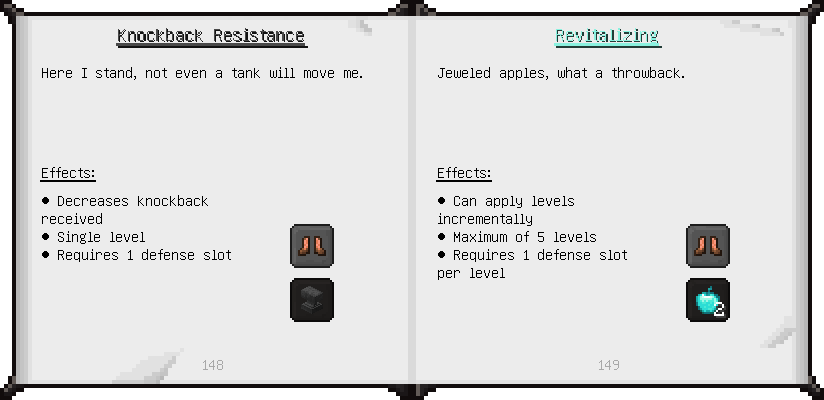 Knockback Resistance
Here I stand, not even a tank will move me.
Effects:
• Decreases knockback
received
• Single level
• Requires 1 defense slot
148
Revitalizing
Jeweled apples, what a throwback.
Effects:
• Can apply levels
incrementally
• Maximum of 5 levels
• Requires 1 defense slot
per level
2
149